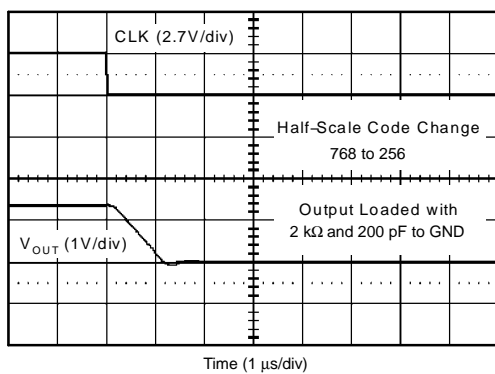 CLK (2.7V/div)
Half–Scale Code Change
768 to 256
Output Loaded with
2 kΩ and 200 pF to GND
VOUT (1V/div)
Time (1 μs/div)